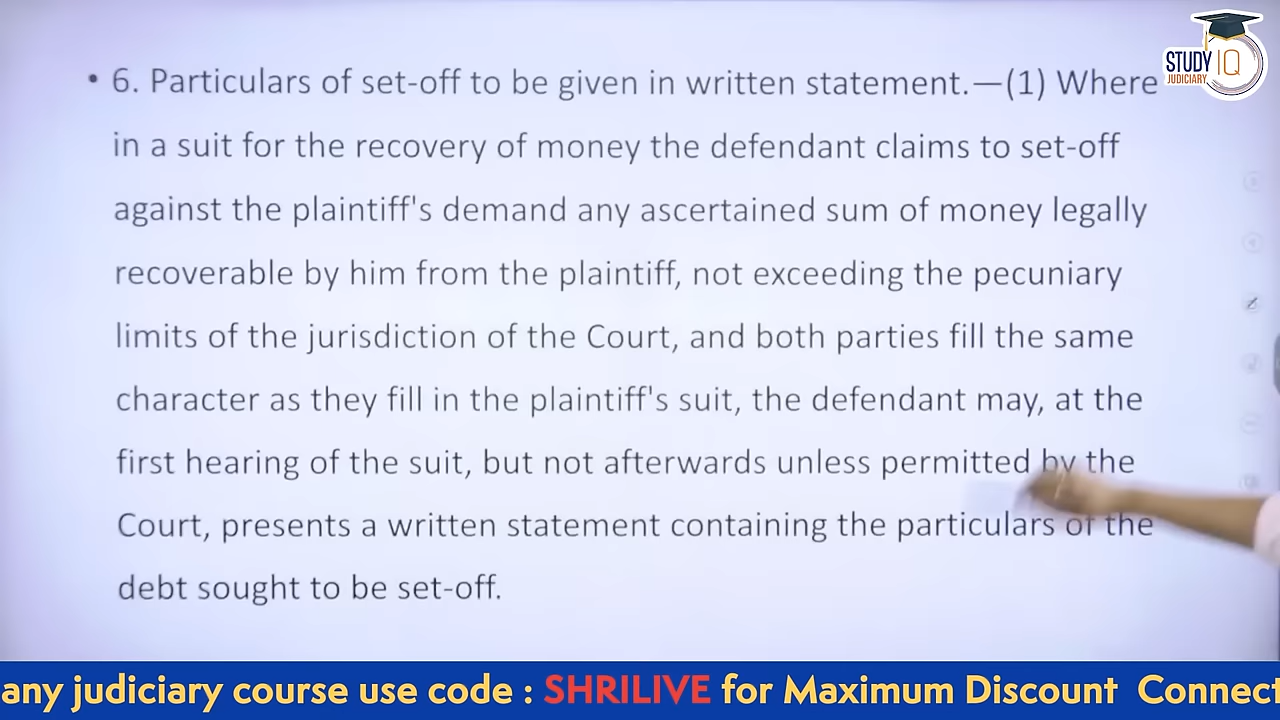 STUDY IQ
JUDICIARY
• 6. Particulars of set-off to be given in written statement.—(1) Where
in a suit for the recovery of money the defendant claims to set-off
against the plaintiff's demand any ascertained sum of money legally
recoverable by him from the plaintiff, not exceeding the pecuniary
limits of the jurisdiction of the Court, and both parties fill the same
character as they fill in the plaintiff's suit, the defendant may, at the
first hearing of the suit, but not afterwards unless permitted by the
Court, presents a written statement containing the particulars of the
debt sought to be set-off.
any judiciary course use code : SHRILIVE for Maximum Discount Connect